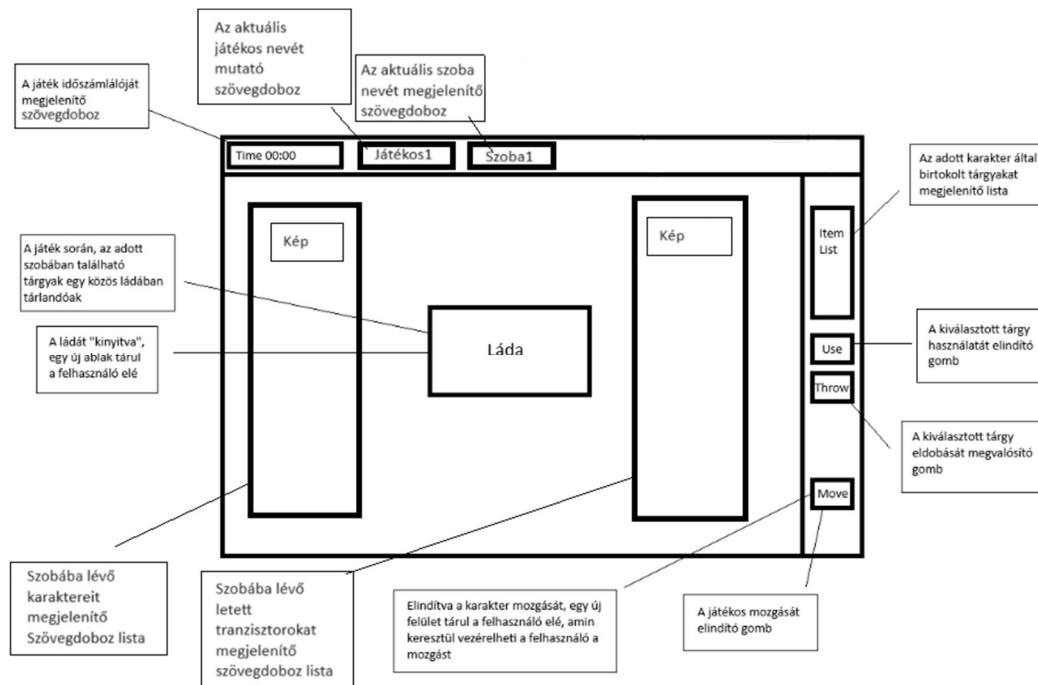 Az aktuális
játékos nevét
mutató
szövegdoboz
Az aktuális szoba
nevét megjelenítő
szövegdoboz
A játék időszámlálóját
megjelenítő
szövegdoboz
Time 00:00
Játékos1
Szoba1
Az adott karakter által
birtokolt tárgyakat
megjelenítő lista
Kép
Kép
Item
List
A játék során, az adott
szobában található
tárgyak egy közös ládában
tárlandóak
A ládát "kinyitva",
egy új ablak tárul
a felhasználó elé
Láda
Use
A kiválasztott tárgy
használatát elindító
gomb
Throw
A kiválasztott tárgy
eldobását megvalósító
gomb
Move
Szobába lévő
karaktereit
megjelenítő
Szövegdoboz lista
Szobába lévő
letett
tranzisztorokat
megjelenítő
szövegdoboz lista
Elindítva a karakter mozgását, egy új
felület tárul a felhasználó elé, amin
keresztül vezérelheti a felhasználó a
mozgást
A játékos mozgását
elindító gomb